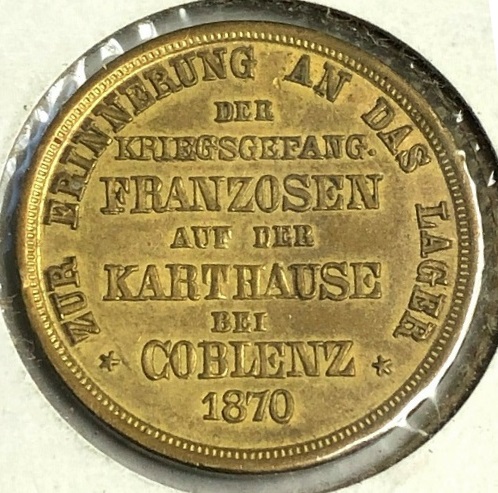 ZUR ERINNERUNG AN DAS LAGER
DER
KRIEGSGEFANG.
FRANZOSEN
AUF DER
KARTHAUSE
BEI
* COBLENZ *
1870